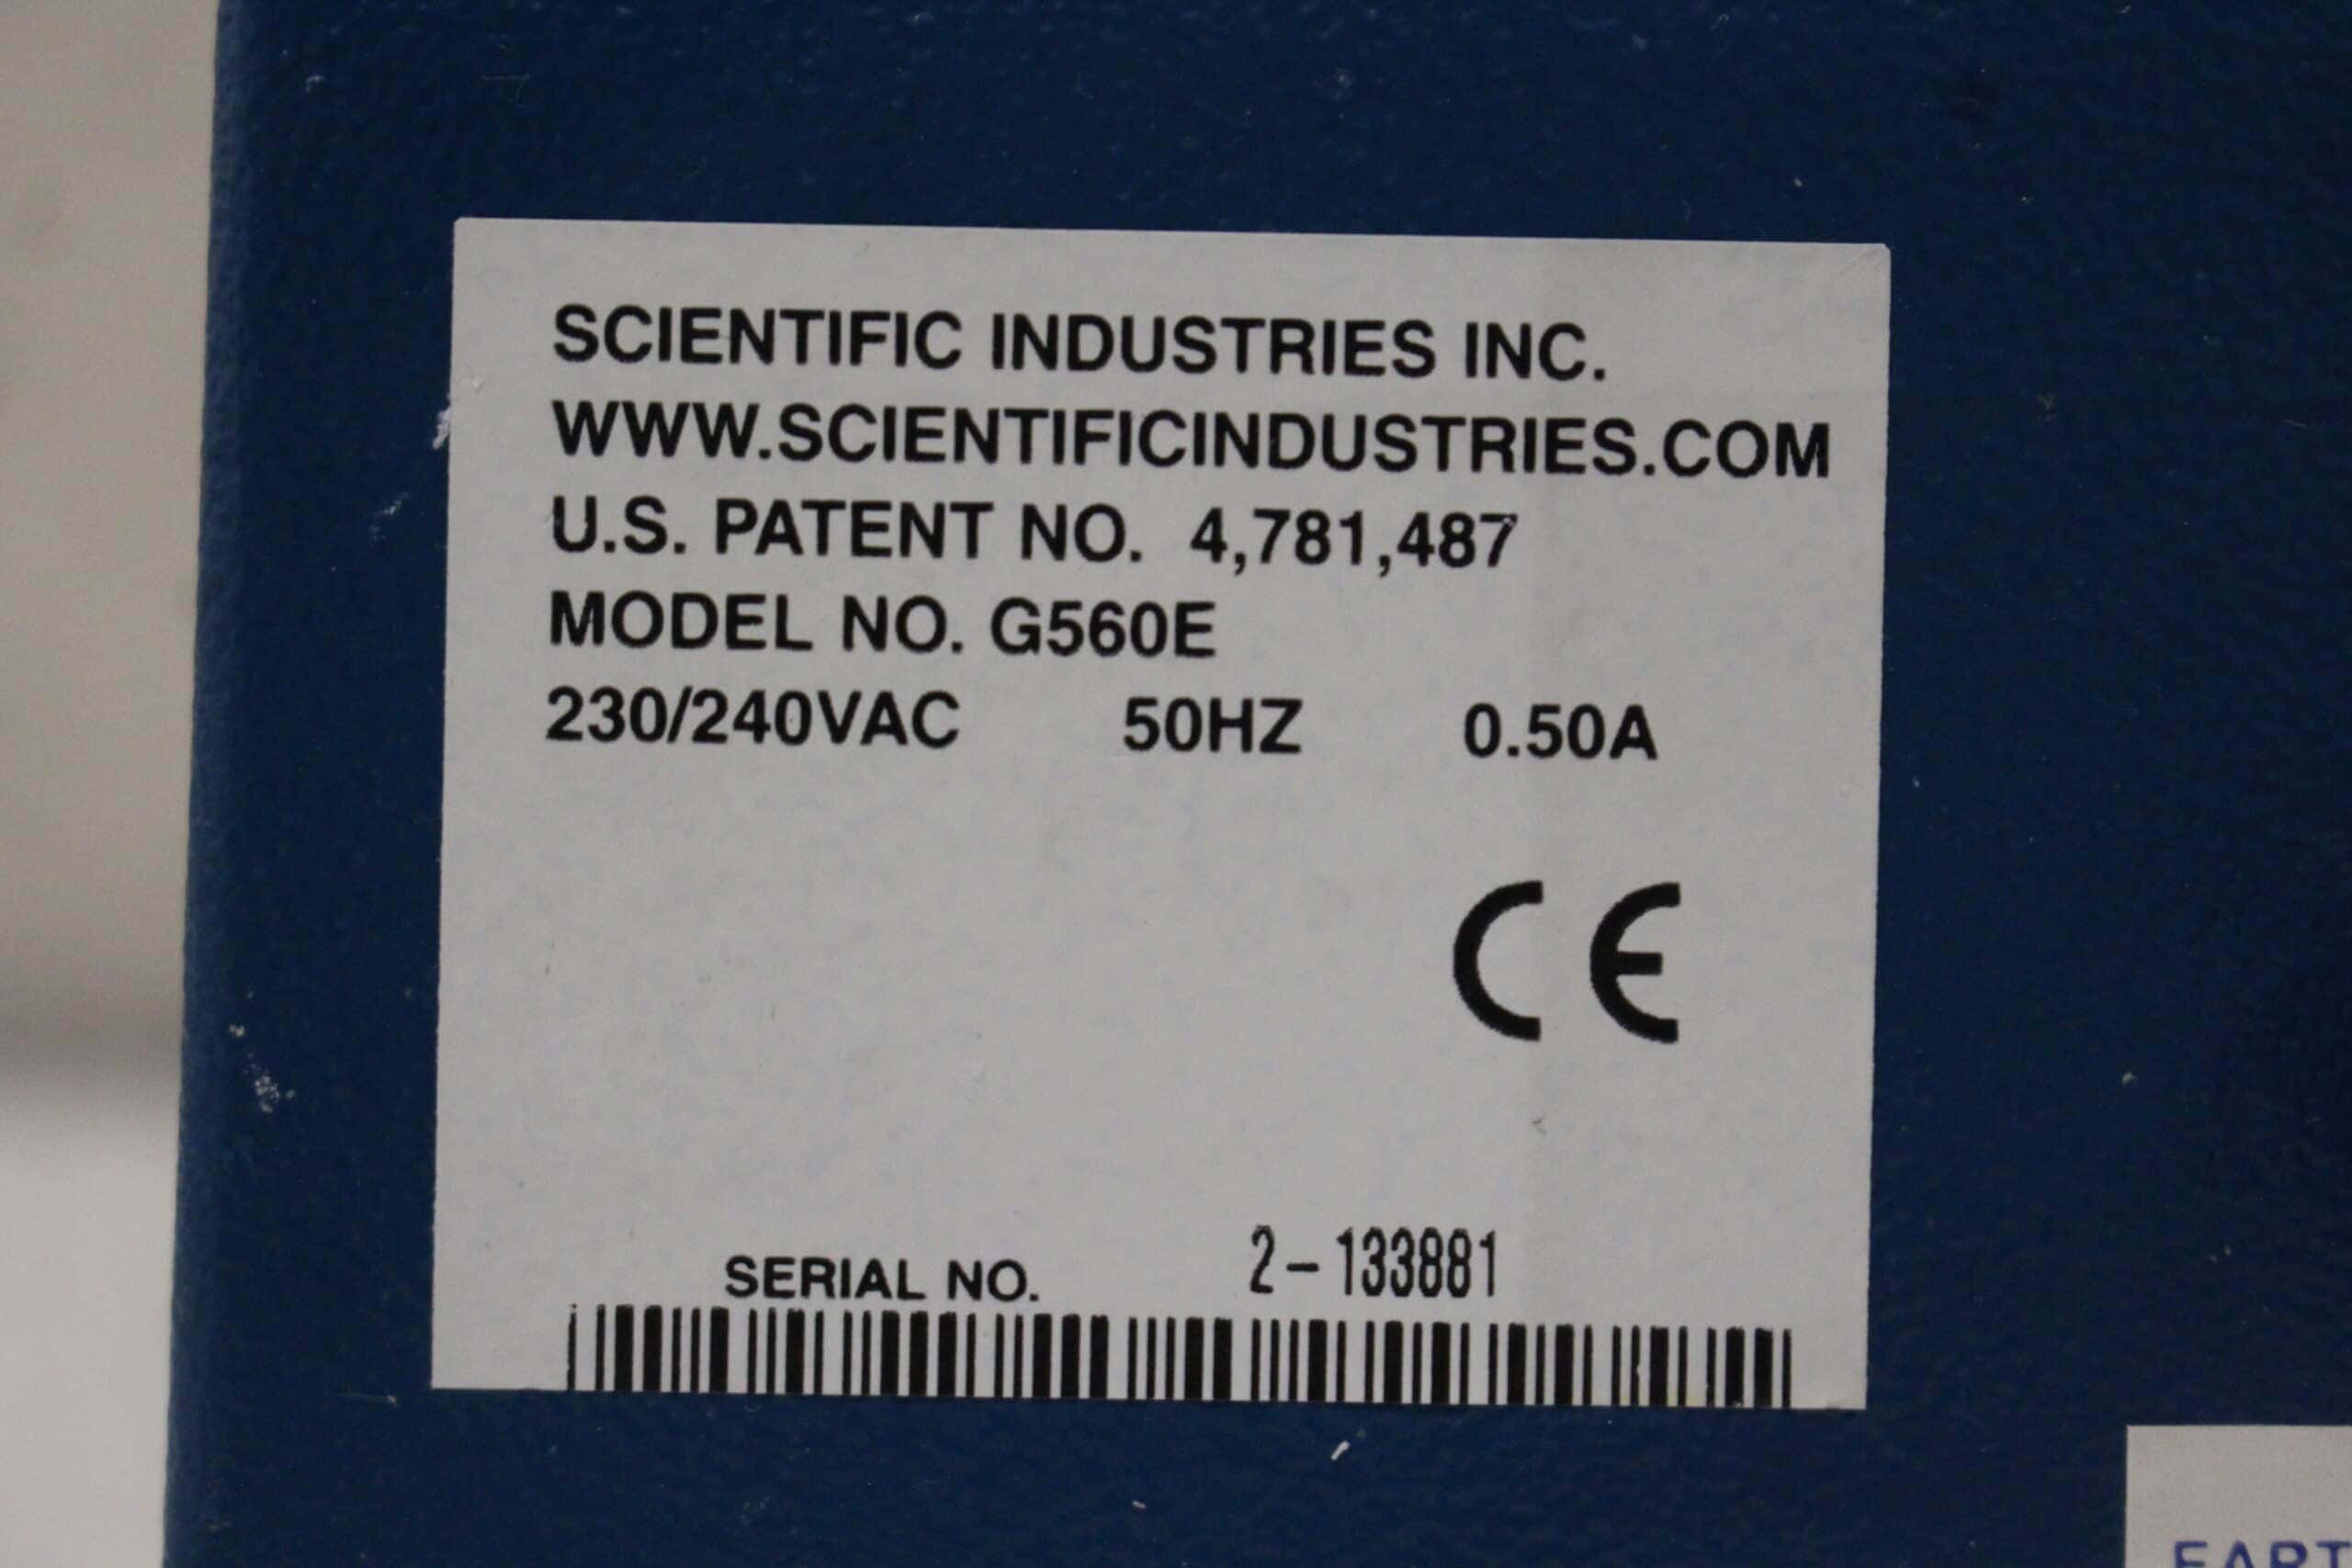 SCIENTIFIC INDUSTRIES INC.
WWW.SCIENTIFICINDUSTRIES.COM
U.S. PATENT NO. 4,781,487
MODEL NO. G560E
230/240VAC 50HZ 0.50A
CE
SERIAL NO. 2-133881